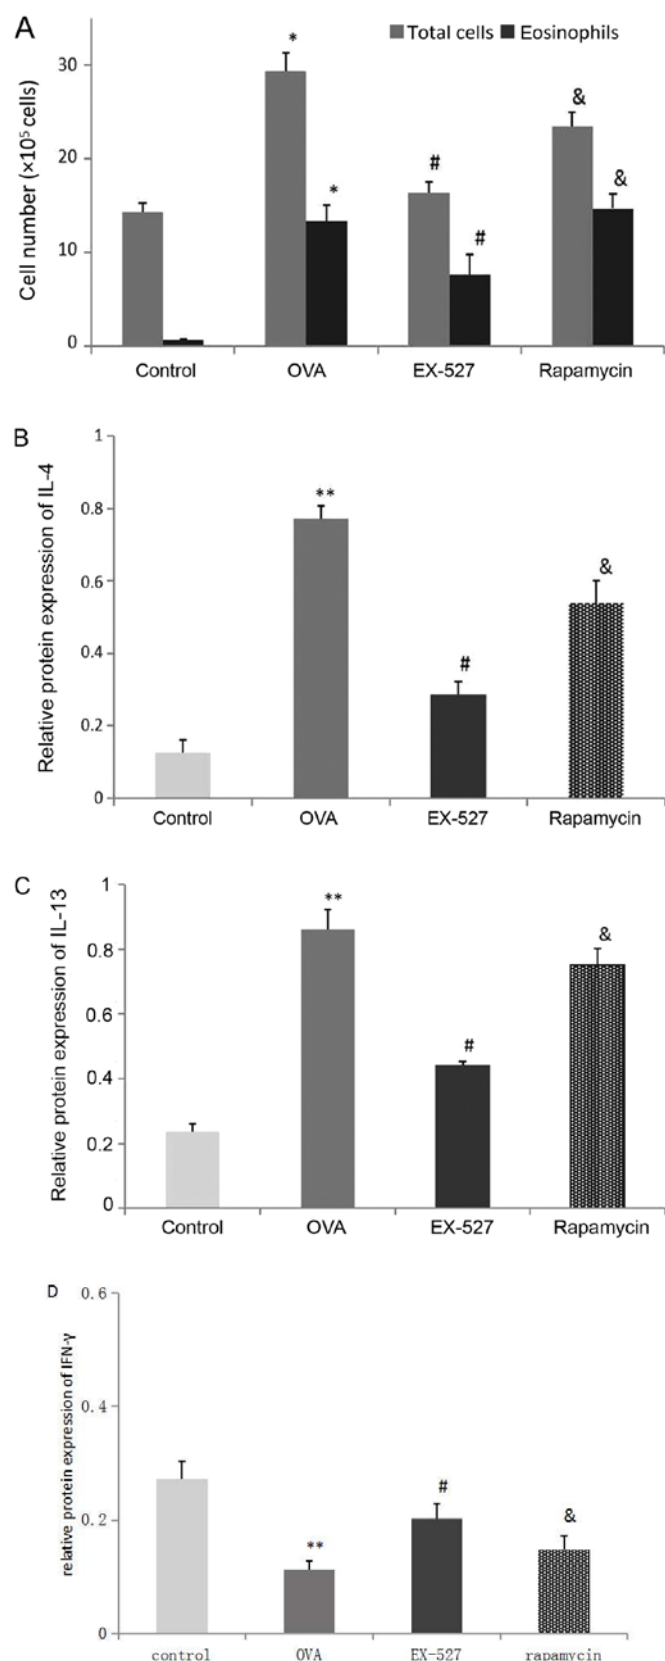 A
Total cells Eosinophils
Cell number (×10⁵ cells)
30
20
10
0
*
*
#
#
&
&
Control OVA EX-527 Rapamycin
B
Relative protein expression of IL-4
1
0.8
0.6
0.4
0.2
0
**
#
&
Control OVA EX-527 Rapamycin
C
Relative protein expression of IL-13
1
0.8
0.6
0.4
0.2
0
**
#
&
Control OVA EX-527 Rapamycin
D
relative protein expression of IFN-γ
0.6
0.4
0.2
0
**
#
&
control OVA EX-527 rapamycin